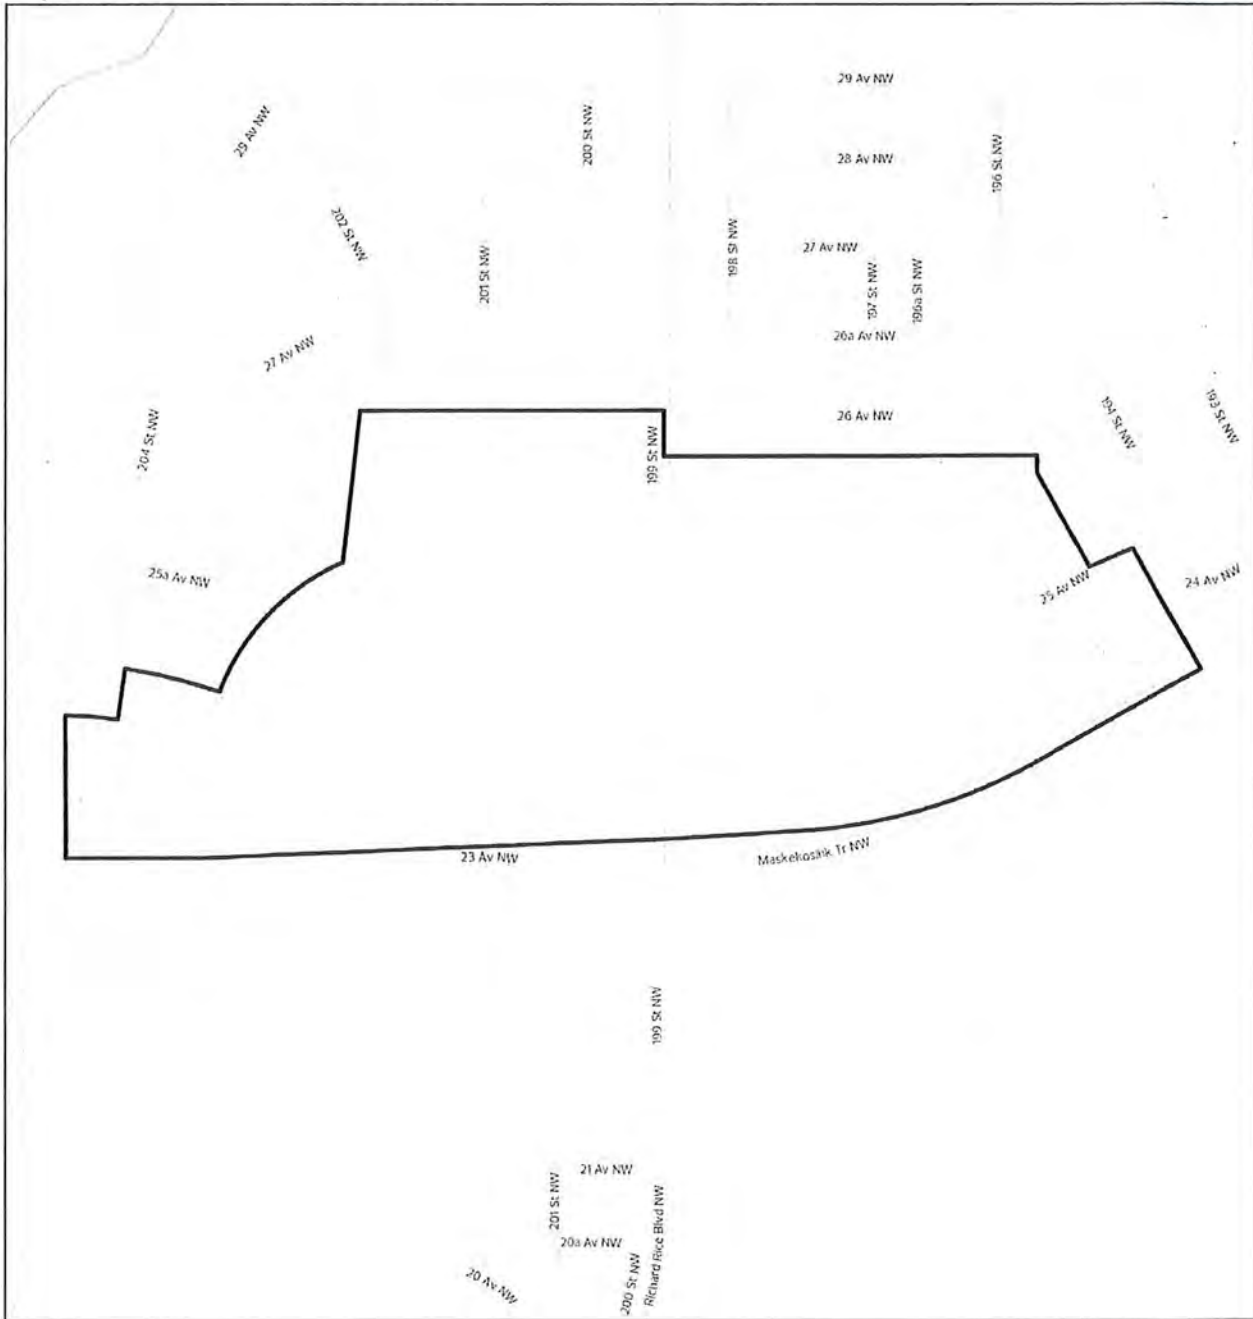 29 Av NW
29 Av NW
200 St NW
28 Av NW
196 St NW
202 St NW
201 St NW
198 St NW
27 Av NW
197 St NW
196a St NW
26a Av NW
27 Av NW
204 St NW
199 St NW
26 Av NW
194 St NW
193 St NW
25a Av NW
25 Av NW
24 Av NW
23 Av NW
Maskekosihk Tr NW
199 St NW
21 Av NW
201 St NW
20a Av NW
Richard Rice Blvd NW
20 Av NW
200 St NW